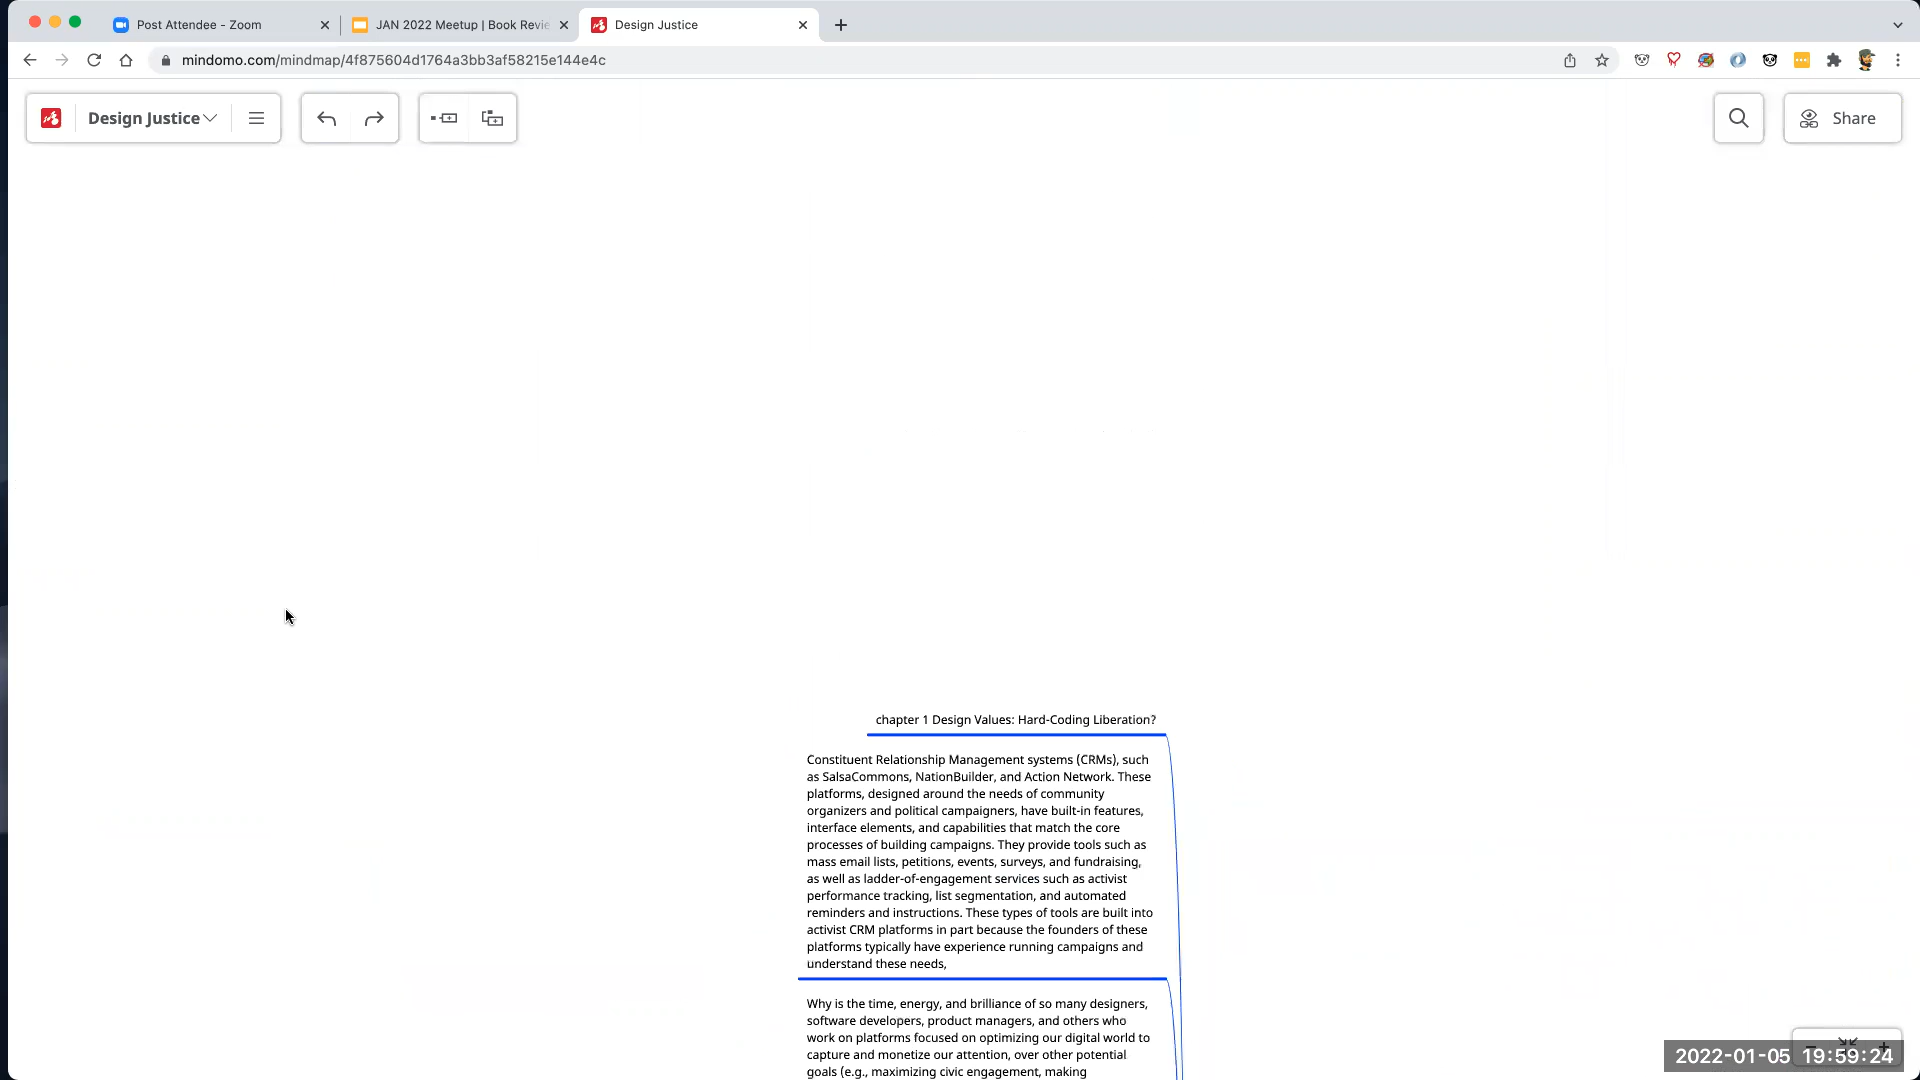 Post Attendee - Zoom
JAN 2022 Meetup | Book Revie
Design Justice
mindomo.com/mindmap/4f875604d1764a3bb3af58215e144e4c
Design Justice
Share
chapter 1 Design Values: Hard-Coding Liberation?
Constituent Relationship Management systems (CRMs), such
as SalsaCommons, NationBuilder, and Action Network. These
platforms, designed around the needs of community
organizers and political campaigners, have built-in features,
interface elements, and capabilities that match the core
processes of building campaigns. They provide tools such as
mass email lists, petitions, events, surveys, and fundraising,
as well as ladder-of-engagement services such as activist
performance tracking, list segmentation, and automated
reminders and instructions. These types of tools are built into
activist CRM platforms in part because the founders of these
platforms typically have experience running campaigns and
understand these needs,
Why is the time, energy, and brilliance of so many designers,
software developers, product managers, and others who
work on platforms focused on optimizing our digital world to
capture and monetize our attention, over other potential
goals (e.g., maximizing civic engagement, making
2022-01-05 19:59:24